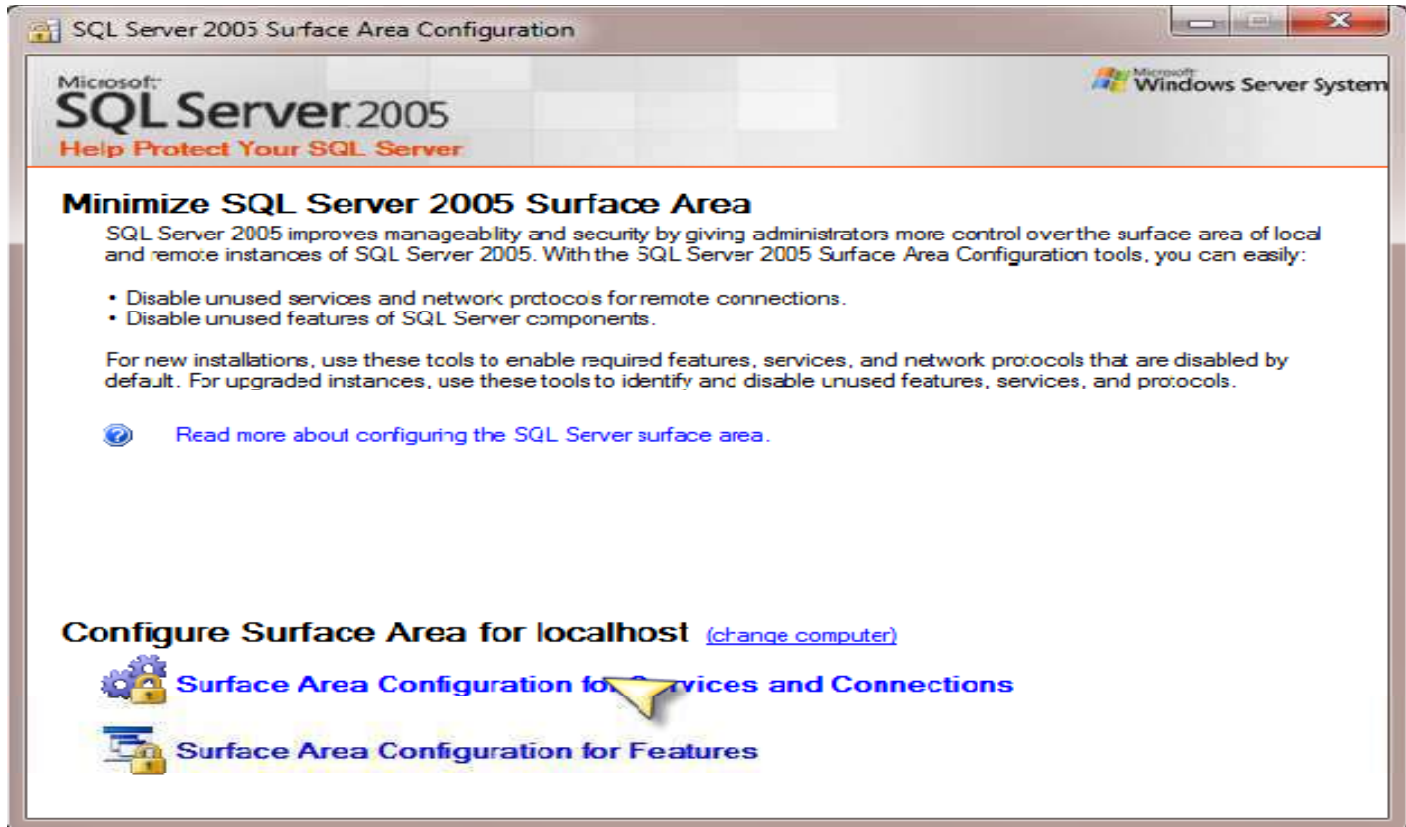 SQL Server 2005 Surface Area Configuration
Microsoft
SQL Server 2005
Help Protect Your SQL Server
Microsoft
Windows Server System
Minimize SQL Server 2005 Surface Area
SQL Server 2005 improves manageablity and security by giving administrators more control over the surface area of local
and remote instances of SQL Server 2005. With the SQL Server 2005 Surface Area Configuration tools, you can easily:
• Disable unused services and network protocols for remote connections.
• Disable unused features of SQL Server components.
For new installations, use these tools to enable required features, services, and network protocols that are disabled by
default. For upgraded instances, use these tools to identify and disable unused features, services, and protocols.
Read more about configuring the SQL Server surface area.
Configure Surface Area for localhost (change computer)
Surface Area Configuration for Services and Connections
Surface Area Configuration for Features